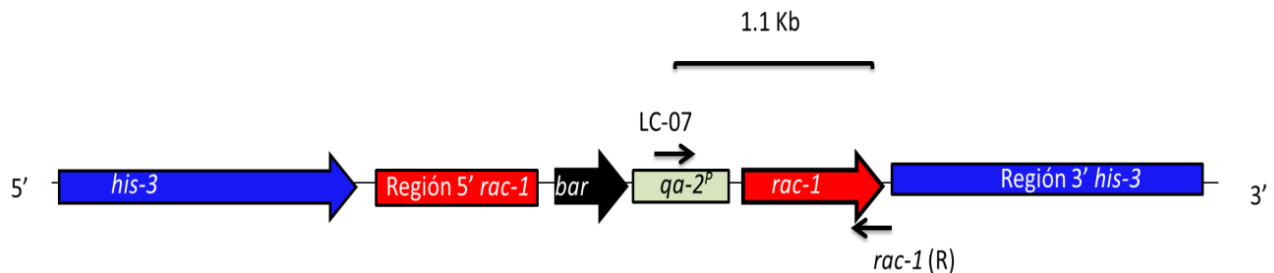 1.1 Kb
LC-07
5’ his-3 Región 5’ rac-1 bar qa-2ᴾ rac-1 Región 3’ his-3 3’
rac-1 (R)